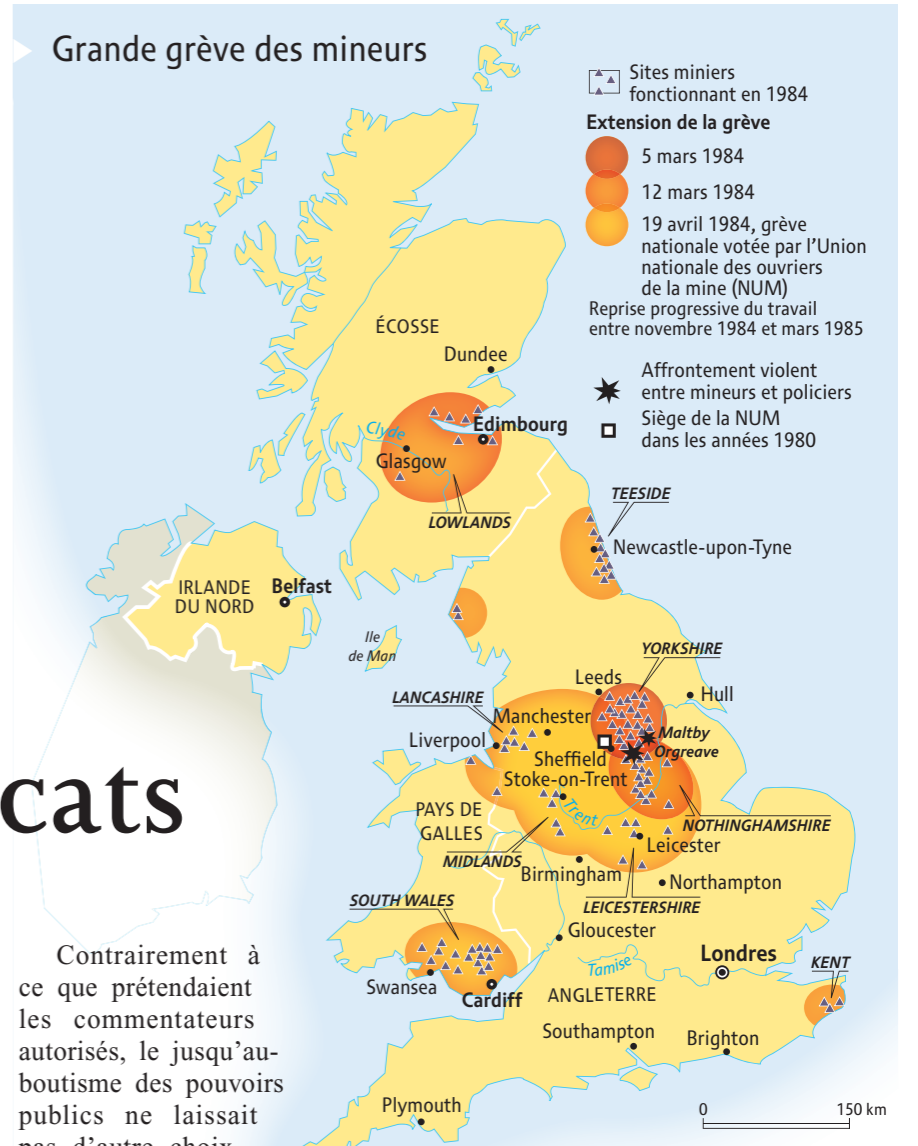 Grande grève des mineurs
Sites miniers
fonctionnant en 1984
Extension de la grève
5 mars 1984
12 mars 1984
19 avril 1984, grève
nationale votée par l'Union
nationale des ouvriers
de la mine (NUM)
Reprise progressive du travail
entre novembre 1984 et mars 1985
Affrontement violent
entre mineurs et policiers
Siège de la NUM
dans les années 1980
ÉCOSSE
Dundee
Clyde
Edimbourg
Glasgow
LOWLANDS
TEESIDE
Newcastle-upon-Tyne
IRLANDE
DU NORD
Belfast
Ile
de Man
YORKSHIRE
Leeds
Hull
LANCASHIRE
Manchester
Maltby
Liverpool
Orgreave
Sheffield
Stoke-on-Trent
Trent
PAYS DE
GALLES
NOTHINGHAMSHIRE
Leicester
MIDLANDS
Birmingham
Northampton
SOUTH WALES
LEICESTERSHIRE
Gloucester
Londres
Tamise
KENT
Swansea
Cardiff
ANGLETERRE
Southampton
Brighton
Plymouth
0 150 km
cats
Contrairement à
ce que prétendaient
les commentateurs
autorisés, le jusqu'au-
boutisme des pouvoirs
publics ne laissait
pas d'autre choix